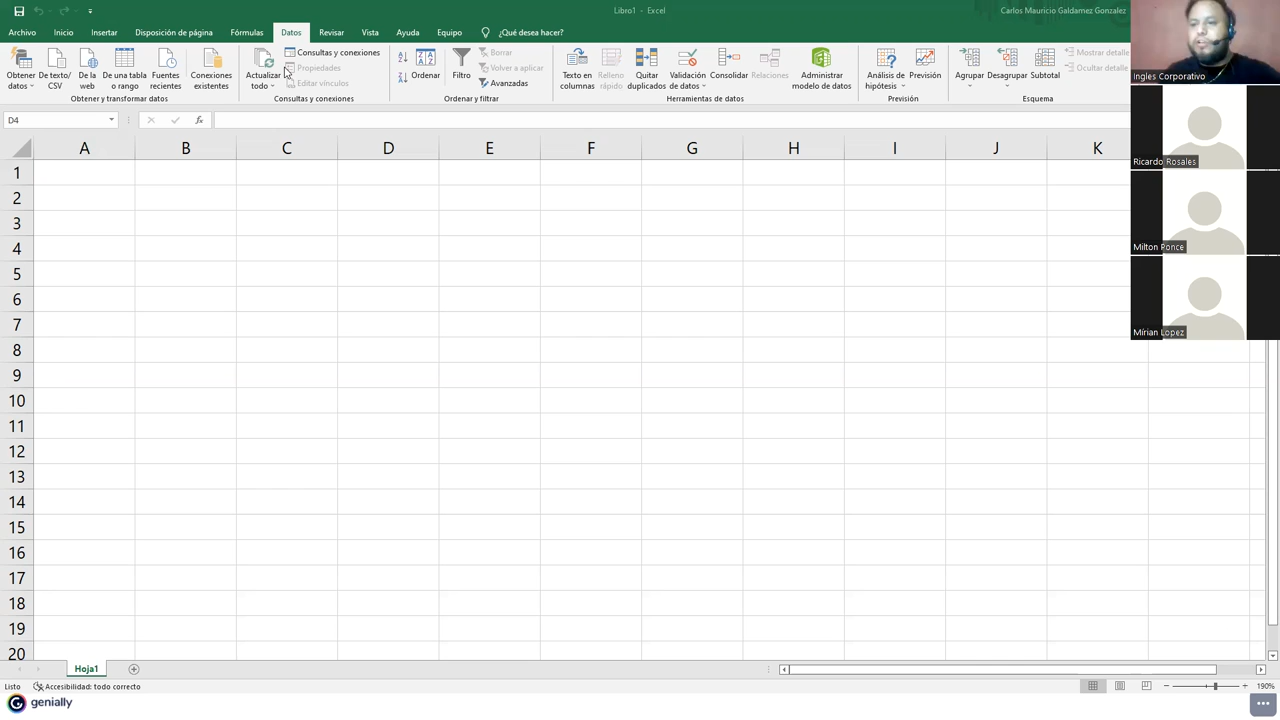 Libro1 - Excel
Carlos Mauricio Galdamez Gonzalez
Archivo Inicio Insertar Disposición de página Fórmulas Datos Revisar Vista Ayuda Equipo ¿Qué desea hacer?
Obtener datos
De texto/CSV
De la web
De una tabla o rango
Fuentes recientes
Conexiones existentes
Obtener y transformar datos
Actualizar todo
Consultas y conexiones
Propiedades
Editar vínculos
Consultas y conexiones
Ordenar
Filtro
Borrar
Volver a aplicar
Avanzadas
Ordenar y filtrar
Texto en columnas
Relleno rápido
Quitar duplicados
Validación de datos
Consolidar
Relaciones
Administrar modelo de datos
Herramientas de datos
Análisis de hipótesis
Previsión
Previsión
Agrupar
Desagrupar
Subtotal
Mostrar detalle
Ocultar detalle
Esquema
D4
fx
A B C D E F G H I J K
1
2
3
4
5
6
7
8
9
10
11
12
13
14
15
16
17
18
19
20
Ingles Corporativo
Ricardo Rosales
Milton Ponce
Mírian Lopez
Hoja1
Listo
Accesibilidad: todo correcto
190%
genially